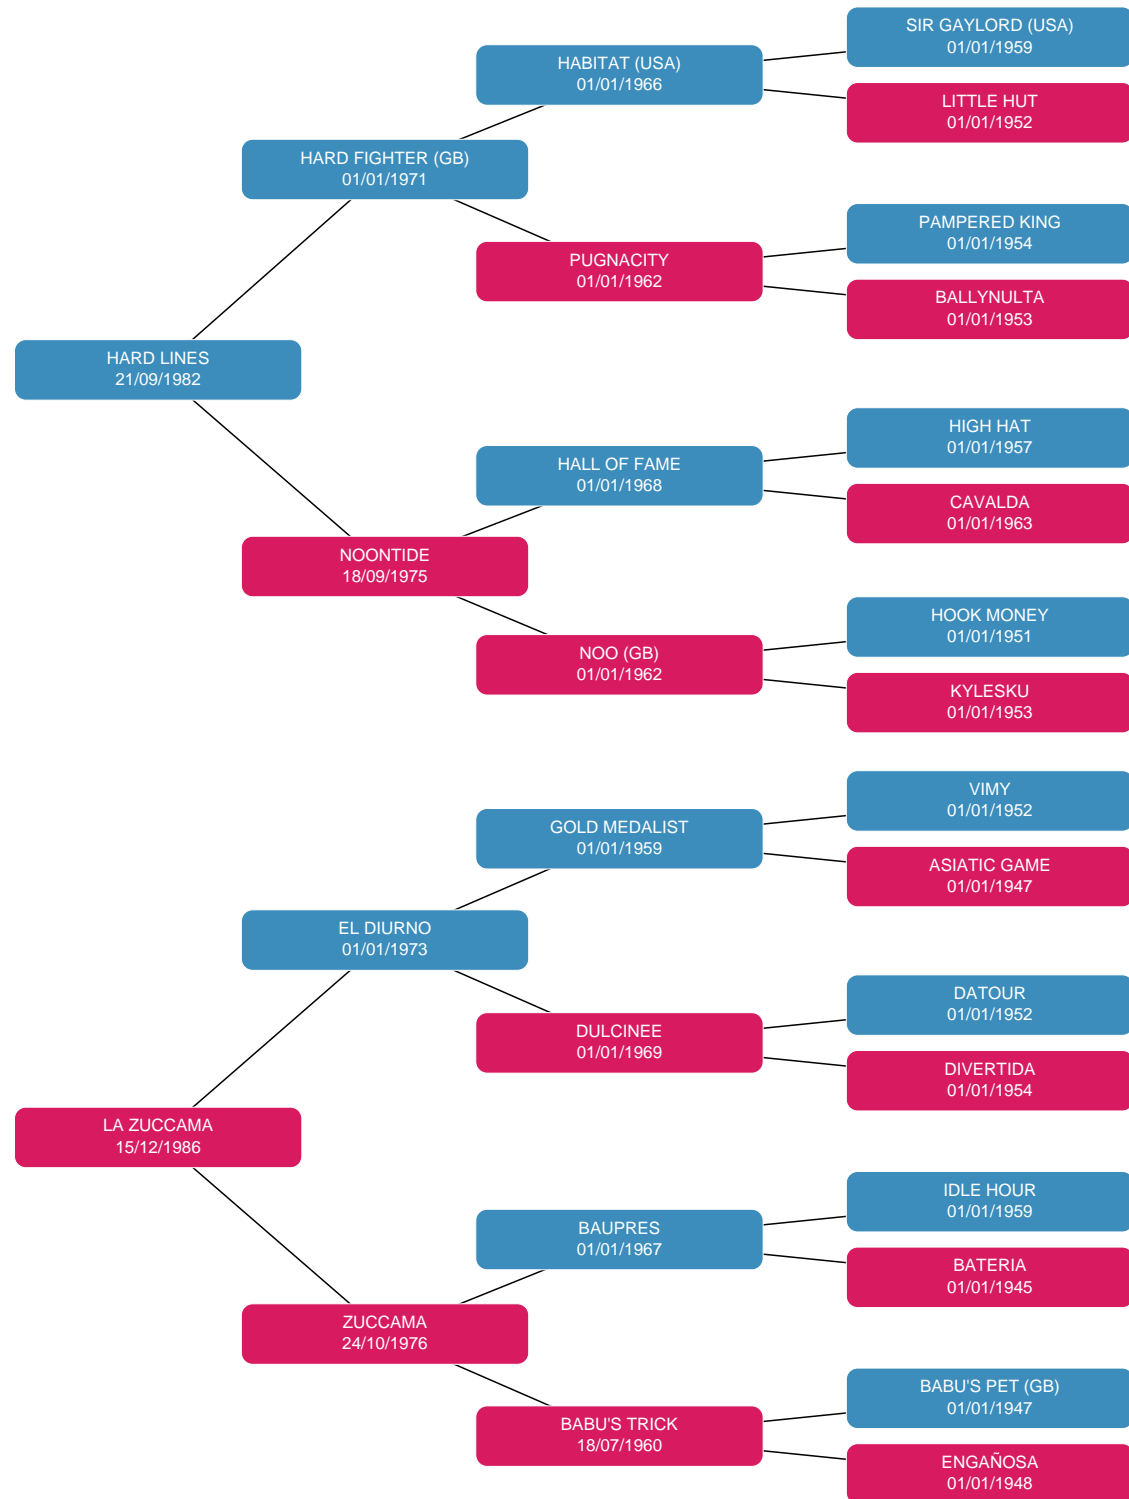 SIR GAYLORD (USA)
01/01/1959
HABITAT (USA)
01/01/1966
LITTLE HUT
01/01/1952
HARD FIGHTER (GB)
01/01/1971
PAMPERED KING
01/01/1954
PUGNACITY
01/01/1962
BALLYNULTA
01/01/1953
HARD LINES
21/09/1982
HIGH HAT
01/01/1957
HALL OF FAME
01/01/1968
CAVALDA
01/01/1963
NOONTIDE
18/09/1975
HOOK MONEY
01/01/1951
NOO (GB)
01/01/1962
KYLESKU
01/01/1953
VIMY
01/01/1952
GOLD MEDALIST
01/01/1959
ASIATIC GAME
01/01/1947
EL DIURNO
01/01/1973
DATOUR
01/01/1952
DULCINEE
01/01/1969
DIVERTIDA
01/01/1954
LA ZUCCAMA
15/12/1986
IDLE HOUR
01/01/1959
BAUPRES
01/01/1967
BATERIA
01/01/1945
ZUCCAMA
24/10/1976
BABU'S PET (GB)
01/01/1947
BABU'S TRICK
18/07/1960
ENGAÑOSA
01/01/1948